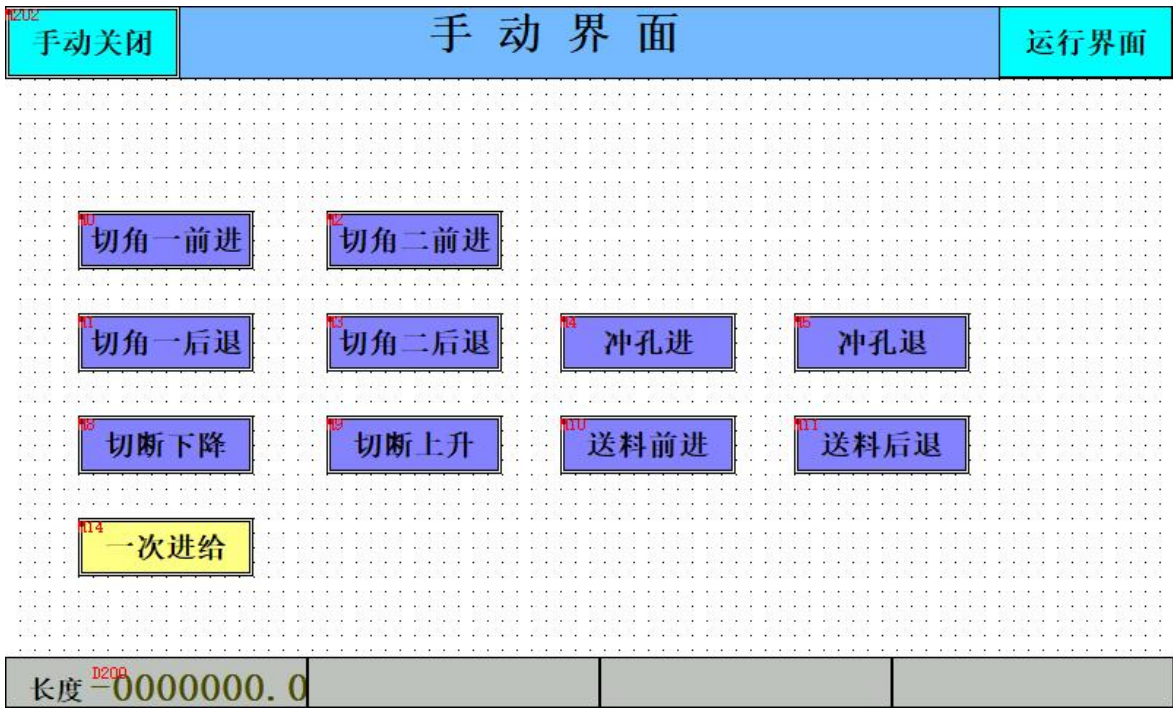 M202
手动关闭 手动界面 运行界面
M0 M2
切角一前进 切角二前进
M1 M3 M4 M5
切角一后退 切角二后退 冲孔进 冲孔退
M8 M9 M10 M11
切断下降 切断上升 送料前进 送料后退
M14
一次进给
D200
长度 -0000000.0